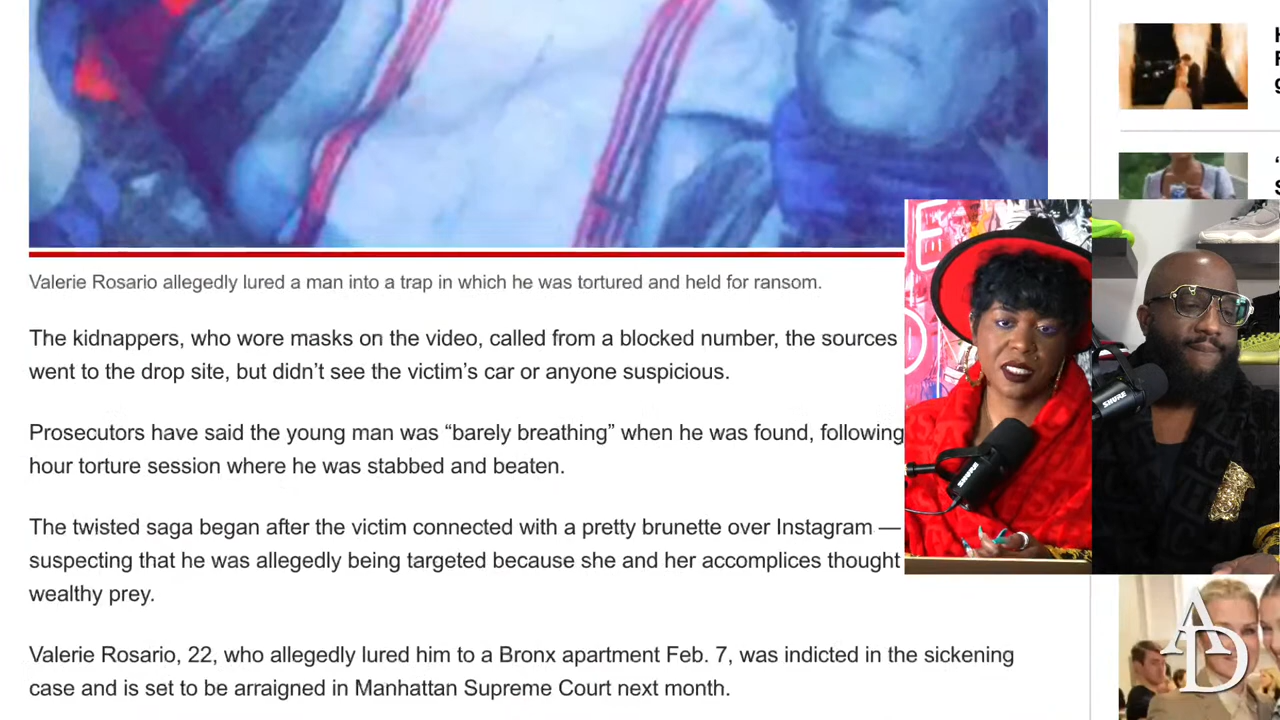 Valerie Rosario allegedly lured a man into a trap in which he was tortured and held for ransom.
The kidnappers, who wore masks on the video, called from a blocked number, the sources
went to the drop site, but didn’t see the victim’s car or anyone suspicious.
Prosecutors have said the young man was “barely breathing” when he was found, following
hour torture session where he was stabbed and beaten.
The twisted saga began after the victim connected with a pretty brunette over Instagram —
suspecting that he was allegedly being targeted because she and her accomplices thought
wealthy prey.
Valerie Rosario, 22, who allegedly lured him to a Bronx apartment Feb. 7, was indicted in the sickening
case and is set to be arraigned in Manhattan Supreme Court next month.
SHURE
SHURE
AD